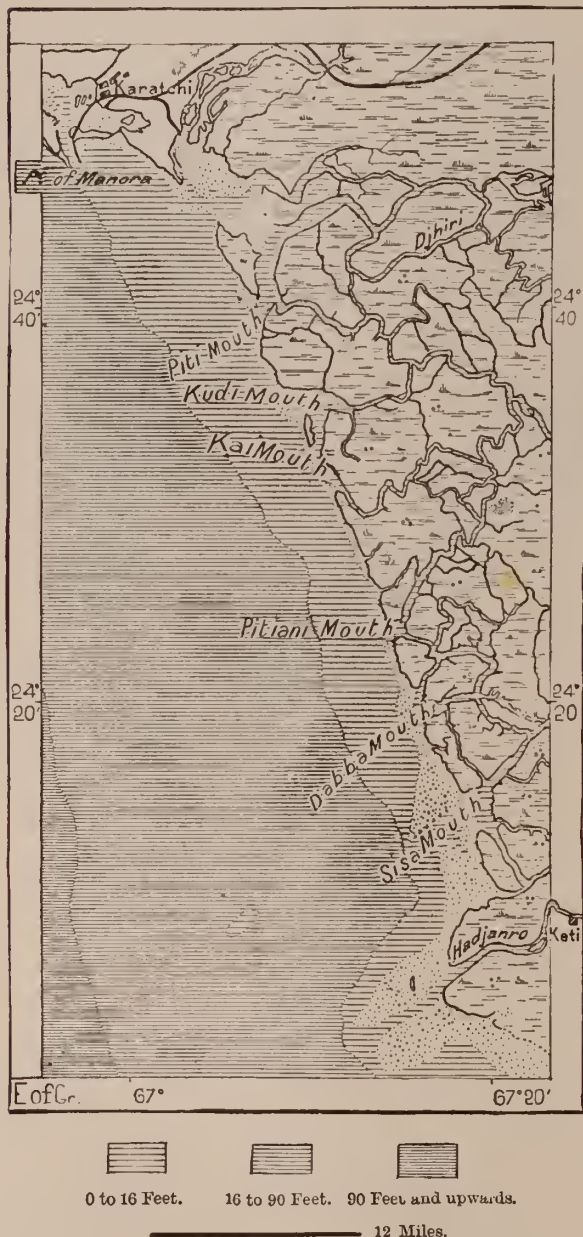 Karatchi
Pt. of Manora
Djhiri
24°
40'
24°
40
Piti-Mouth
Kudi-Mouth
Kai Mouth
Pitiani Mouth
24°
20'
24°
20
Dabba Mouth
Sisa Mouth
Hadjanro
Keti
E of Gr.
67°
67° 20'
0 to 16 Feet.
16 to 90 Feet.
90 Feet and upwards.
12 Miles.